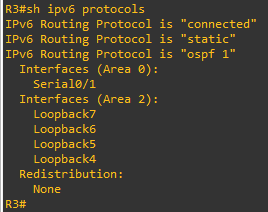 R3#sh ipv6 protocols
IPv6 Routing Protocol is "connected"
IPv6 Routing Protocol is "static"
IPv6 Routing Protocol is "ospf 1"
  Interfaces (Area 0):
    Serial0/1
  Interfaces (Area 2):
    Loopback7
    Loopback6
    Loopback5
    Loopback4
  Redistribution:
    None
R3#